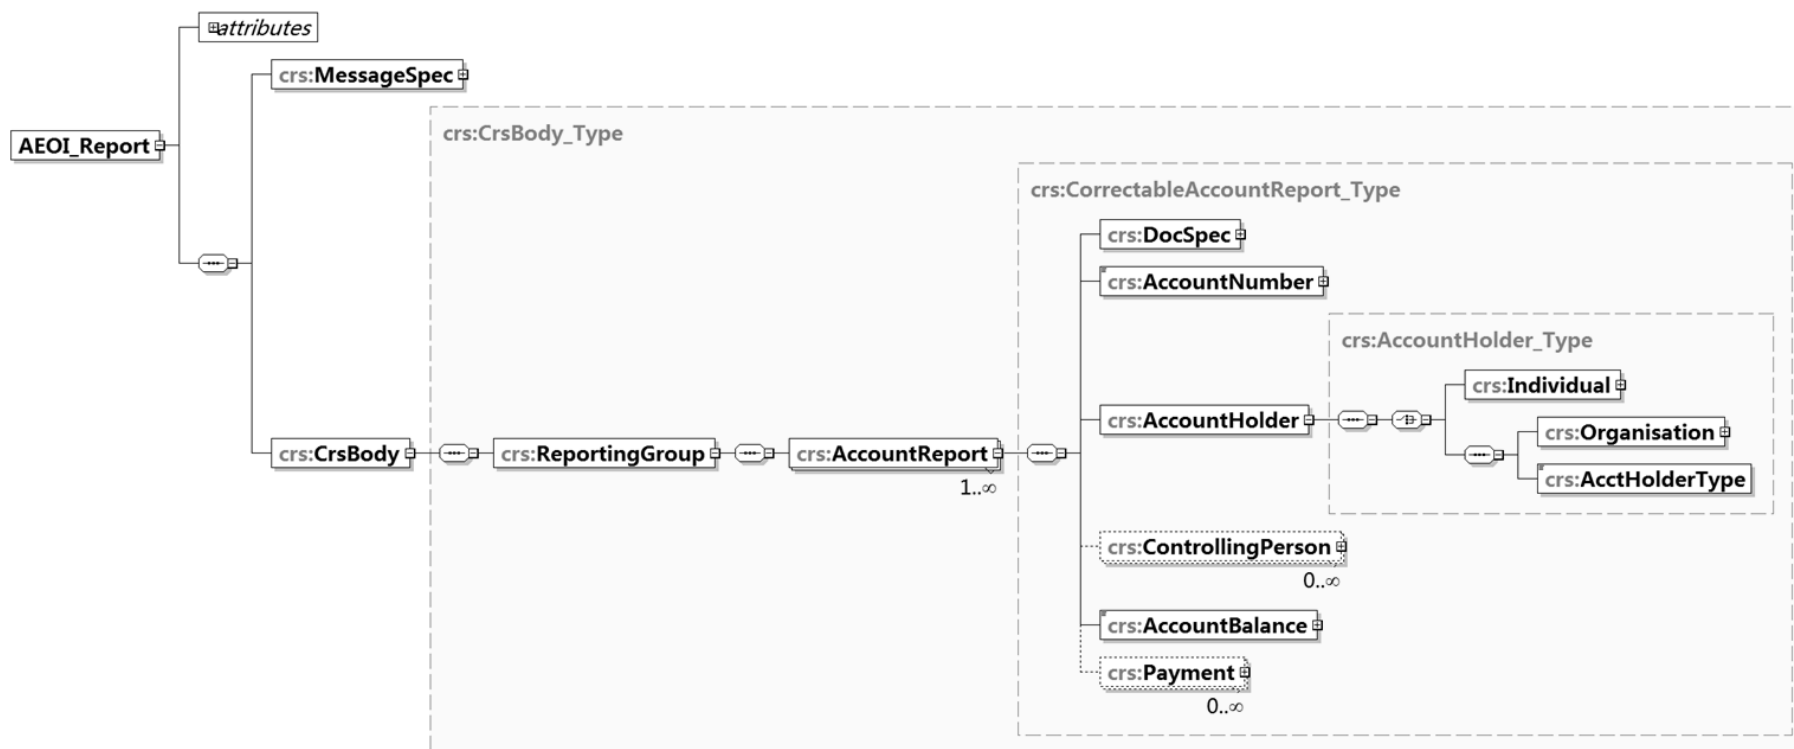 attributes
crs:MessageSpec
crs:CrsBody_Type
AEOI_Report
crs:CorrectableAccountReport_Type
crs:DocSpec
crs:AccountNumber
crs:AccountHolder_Type
crs:Individual
crs:AccountHolder
crs:Organisation
crs:CrsBody
crs:ReportingGroup
crs:AccountReport
1..∞
crs:AcctHolderType
crs:ControllingPerson
0..∞
crs:AccountBalance
crs:Payment
0..∞